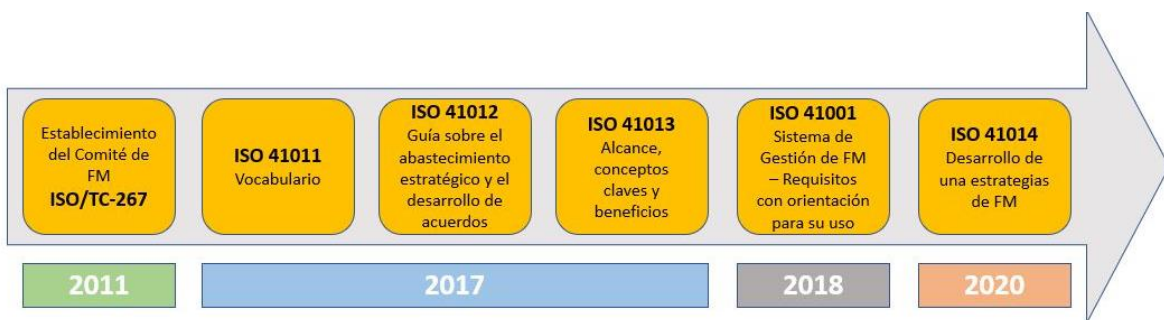 Establecimiento
del Comité de
FM
ISO/TC-267
ISO 41011
Vocabulario
ISO 41012
Guía sobre el
abastecimiento
estratégico y el
desarrollo de
acuerdos
ISO 41013
Alcance,
conceptos
claves y
beneficios
ISO 41001
Sistema de
Gestión de FM
– Requisitos
con orientación
para su uso
ISO 41014
Desarrollo de
una estrategias
de FM
2011
2017
2018
2020